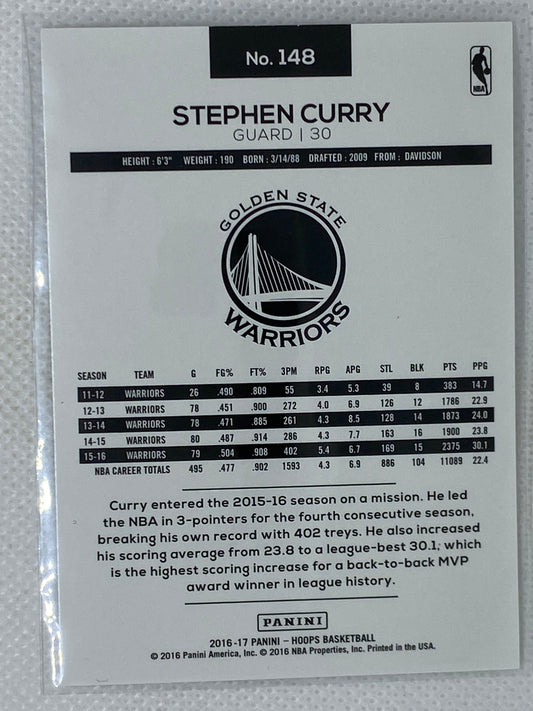 No. 148
NBA
STEPHEN CURRY
GUARD | 30
HEIGHT : 6'3" WEIGHT : 190 BORN : 3/14/88 DRAFTED : 2009 FROM : DAVIDSON
GOLDEN STATE
WARRIORS
SEASON TEAM G FG% FT% 3PM RPG APG STL BLK PTS PPG
11-12 WARRIORS 26 .490 .809 55 3.4 5.3 39 8 383 14.7
12-13 WARRIORS 78 .451 .900 272 4.0 6.9 126 12 1786 22.9
13-14 WARRIORS 78 .471 .885 261 4.3 8.5 128 14 1873 24.0
14-15 WARRIORS 80 .487 .914 286 4.3 7.7 163 16 1900 23.8
15-16 WARRIORS 79 .504 .908 402 5.4 6.7 169 15 2375 30.1
NBA CAREER TOTALS 495 .477 .902 1593 4.3 6.9 886 104 11089 22.4
Curry entered the 2015-16 season on a mission. He led
the NBA in 3-pointers for the fourth consecutive season,
breaking his own record with 402 treys. He also increased
his scoring average from 23.8 to a league-best 30.1, which
is the highest scoring increase for a back-to-back MVP
award winner in league history.
PANINI
2016-17 PANINI – HOOPS BASKETBALL
© 2016 Panini America, Inc. © 2016 NBA Properties, Inc. Printed in the USA.